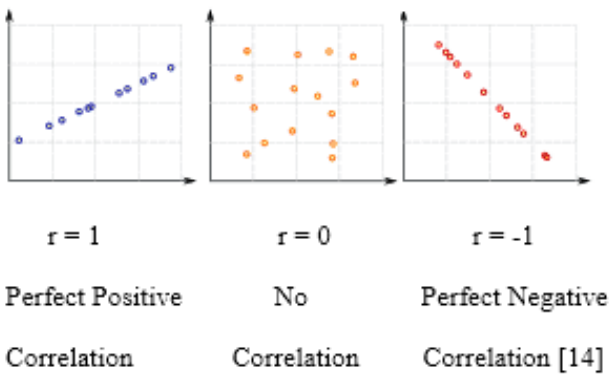 r = 1 r = 0 r = -1
Perfect Positive No Perfect Negative
Correlation Correlation Correlation [14]